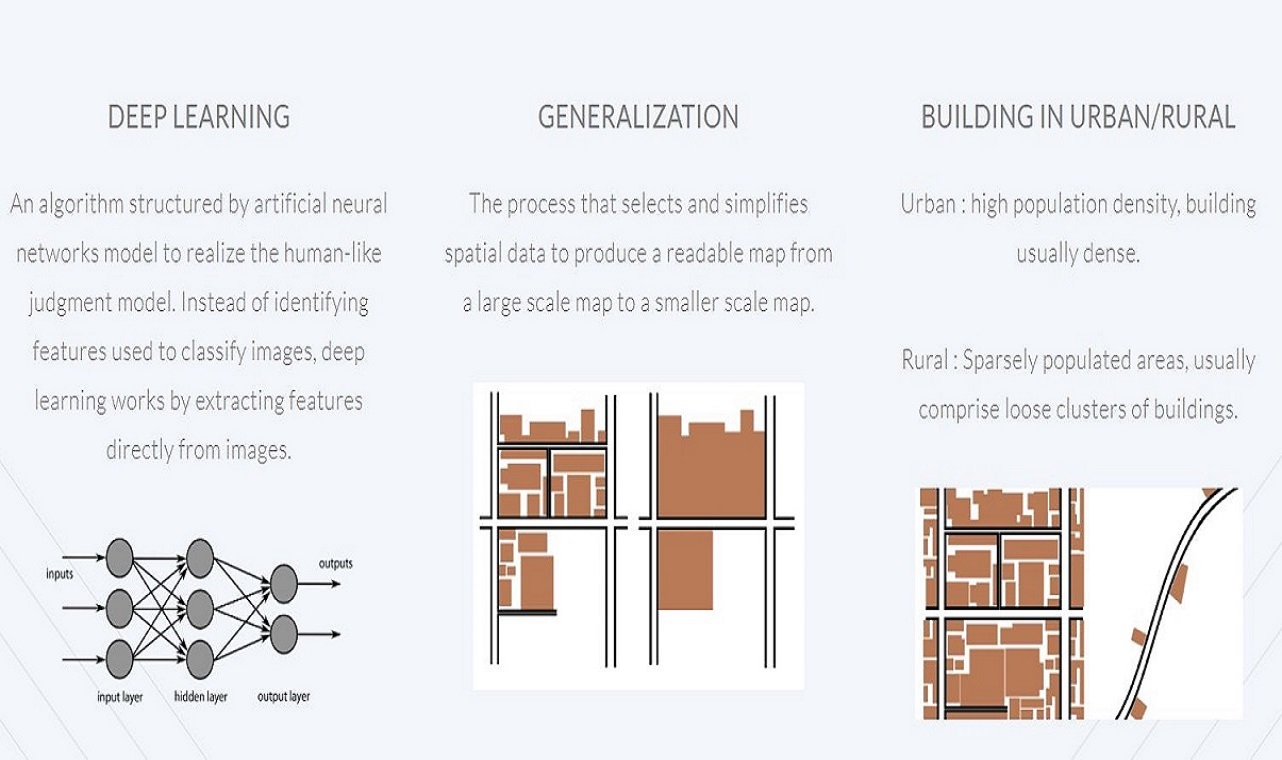 DEEP LEARNING
An algorithm structured by artificial neural
networks model to realize the human-like
judgment model. Instead of identifying
features used to classify images, deep
learning works by extracting features
directly from images.
inputs
outputs
input layer
hidden layer
output layer
GENERALIZATION
The process that selects and simplifies
spatial data to produce a readable map from
a large scale map to a smaller scale map.
BUILDING IN URBAN/RURAL
Urban : high population density, building
usually dense.
Rural : Sparsely populated areas, usually
comprise loose clusters of buildings.